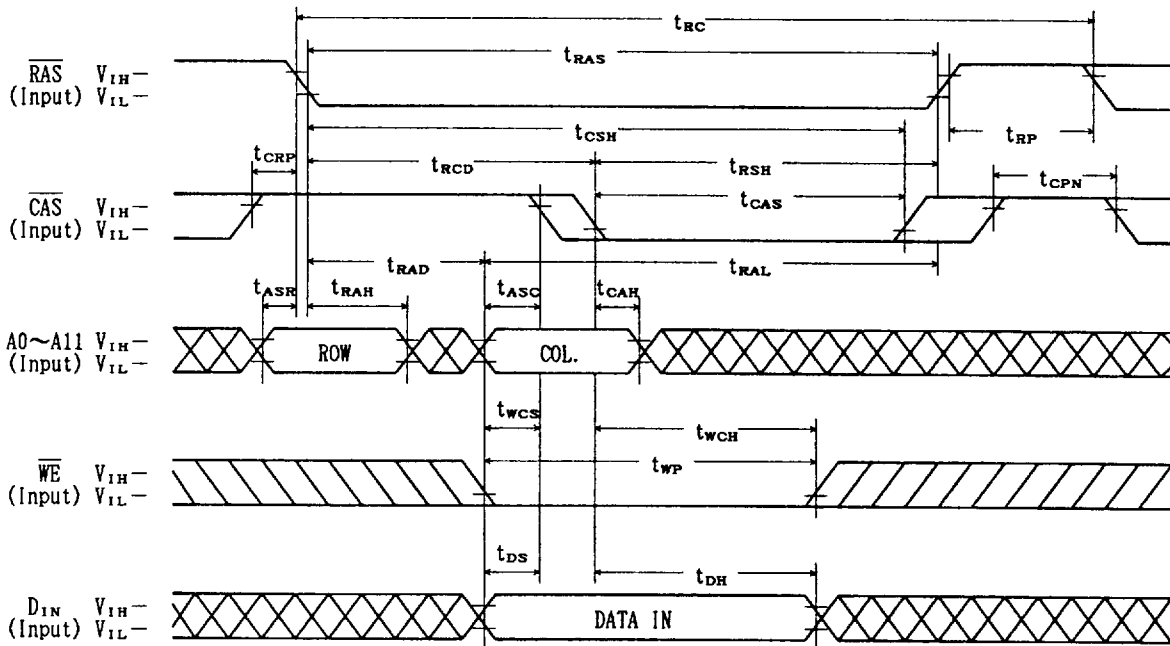 tRC
tRAS
RAS VIH
(Input) VIL
tCSH
tRP
tCRP
tRCD
tRSH
tCPN
tCAS
CAS VIH
(Input) VIL
tRAD
tRAL
tASR
tRAH
tASC
tCAH
A0~A11 VIH
(Input) VIL
ROW
COL.
tWCS
tWCH
tWP
WE VIH
(Input) VIL
tDS
tDH
DIN VIH
(Input) VIL
DATA IN